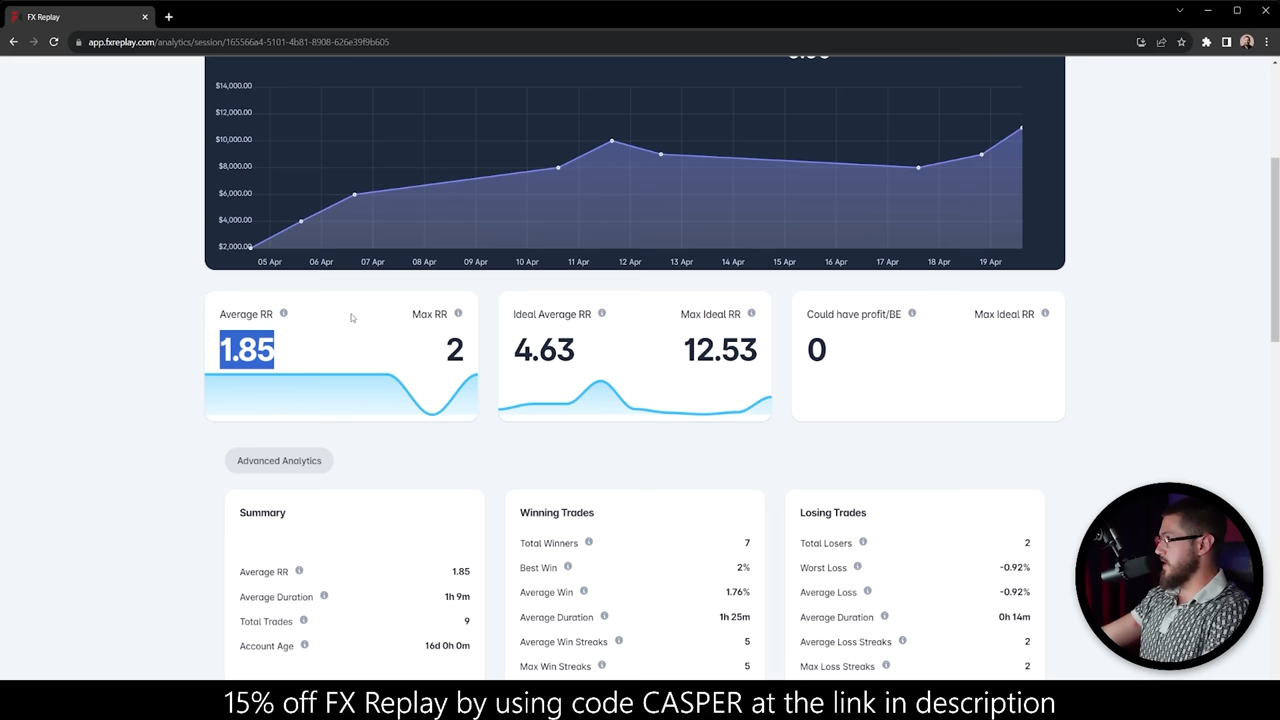 FX Replay
app.fxreplay.com/analytics/session/165566a4-5101-4b81-8908-626e39f9b605
$14,000.00
$12,000.00
$10,000.00
$8,000.00
$6,000.00
$4,000.00
$2,000.00
05 Apr 06 Apr 07 Apr 08 Apr 09 Apr 10 Apr 11 Apr 12 Apr 13 Apr 14 Apr 15 Apr 16 Apr 17 Apr 18 Apr 19 Apr
Average RR Max RR
1.85 2
Ideal Average RR Max Ideal RR
4.63 12.53
Could have profit/BE Max Ideal RR
0
Advanced Analytics
Summary
Average RR 1.85
Average Duration 1h 9m
Total Trades 9
Account Age 16d 0h 0m
Winning Trades
Total Winners 7
Best Win 2%
Average Win 1.76%
Average Duration 1h 25m
Average Win Streaks 5
Max Win Streaks 5
Losing Trades
Total Losers 2
Worst Loss -0.92%
Average Loss -0.92%
Average Duration 0h 14m
Average Loss Streaks 2
Max Loss Streaks 2
15% off FX Replay by using code CASPER at the link in description